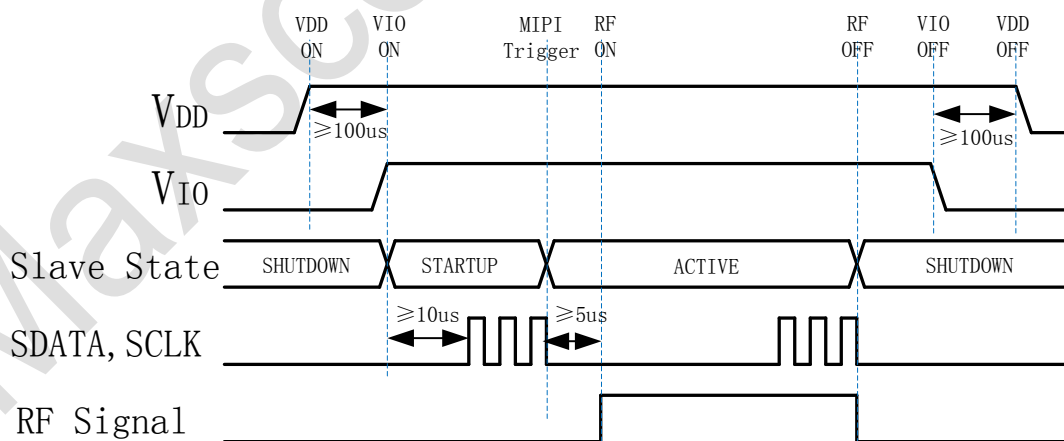 VDD ON
VIO ON
MIPI Trigger
RF ON
RF OFF
VIO OFF
VDD OFF
VDD
≥100us
≥100us
VIO
Slave State
SHUTDOWN
STARTUP
ACTIVE
SHUTDOWN
≥10us
≥5us
SDATA, SCLK
RF Signal
Maxsc